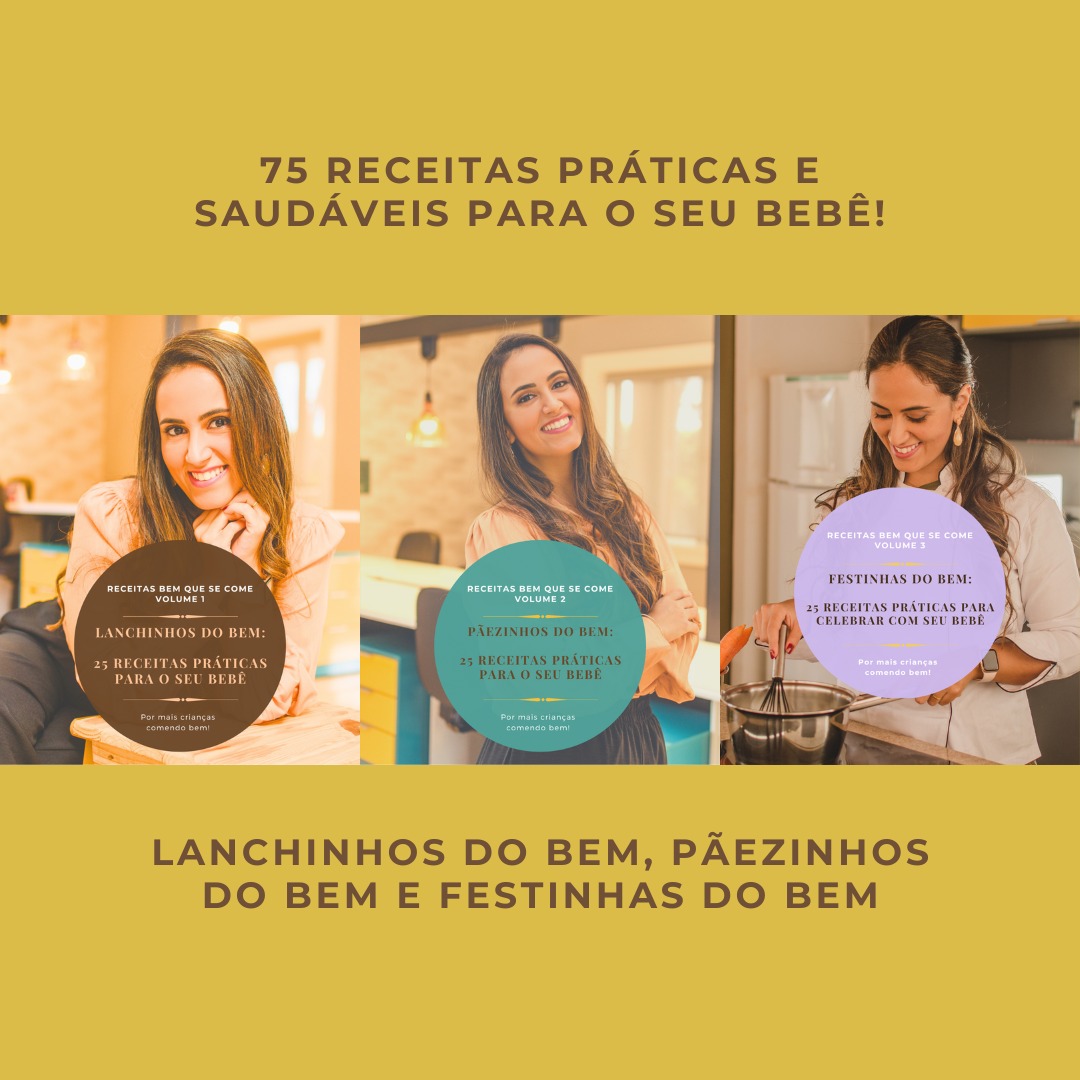 75 RECEITAS PRÁTICAS E
SAUDÁVEIS PARA O SEU BEBÊ!
RECEITAS BEM QUE SE COME
VOLUME 1
LANCHINHOS DO BEM:
25 RECEITAS PRÁTICAS
PARA O SEU BEBÊ
Por mais crianças
comendo bem!
RECEITAS BEM QUE SE COME
VOLUME 2
PÃEZINHOS DO BEM:
25 RECEITAS PRÁTICAS
PARA O SEU BEBÊ
Por mais crianças
comendo bem!
RECEITAS BEM QUE SE COME
VOLUME 3
FESTINHAS DO BEM:
25 RECEITAS PRÁTICAS PARA
CELEBRAR COM SEU BEBÊ
Por mais crianças
comendo bem!
LANCHINHOS DO BEM, PÃEZINHOS
DO BEM E FESTINHAS DO BEM